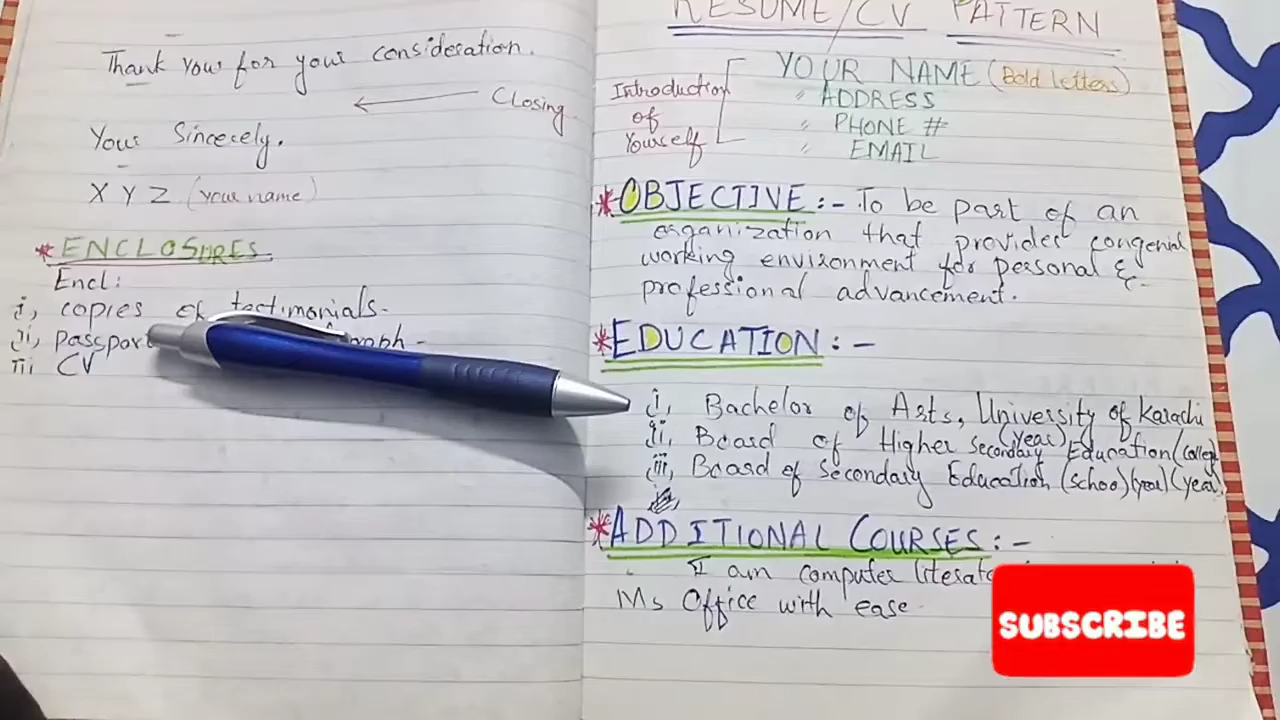 Thank your for your consideration.
← Closing.
Your Sincerely.
X Y Z (your name)
* ENCLOSURES
Encl:
i, copies of testimonials.
ii, Passport
iii CV
RESUME/CV PATTERN
Introduction of Yourself
YOUR NAME (Bold letters)
" ADDRESS
" PHONE #
" EMAIL
* OBJECTIVE :- To be part of an
organization that provides congenial
working environment for personal &
professional advancement.
* EDUCATION :-
i, Bachelor of Arts, University of Karachi
(year)
ii, Board of Higher Secondary Education (college)
iii, Board of Secondary Education (school) (year) (year)
* ADDITIONAL COURSES :-
I am computer literate
Ms Office with ease.
SUBSCRIBE